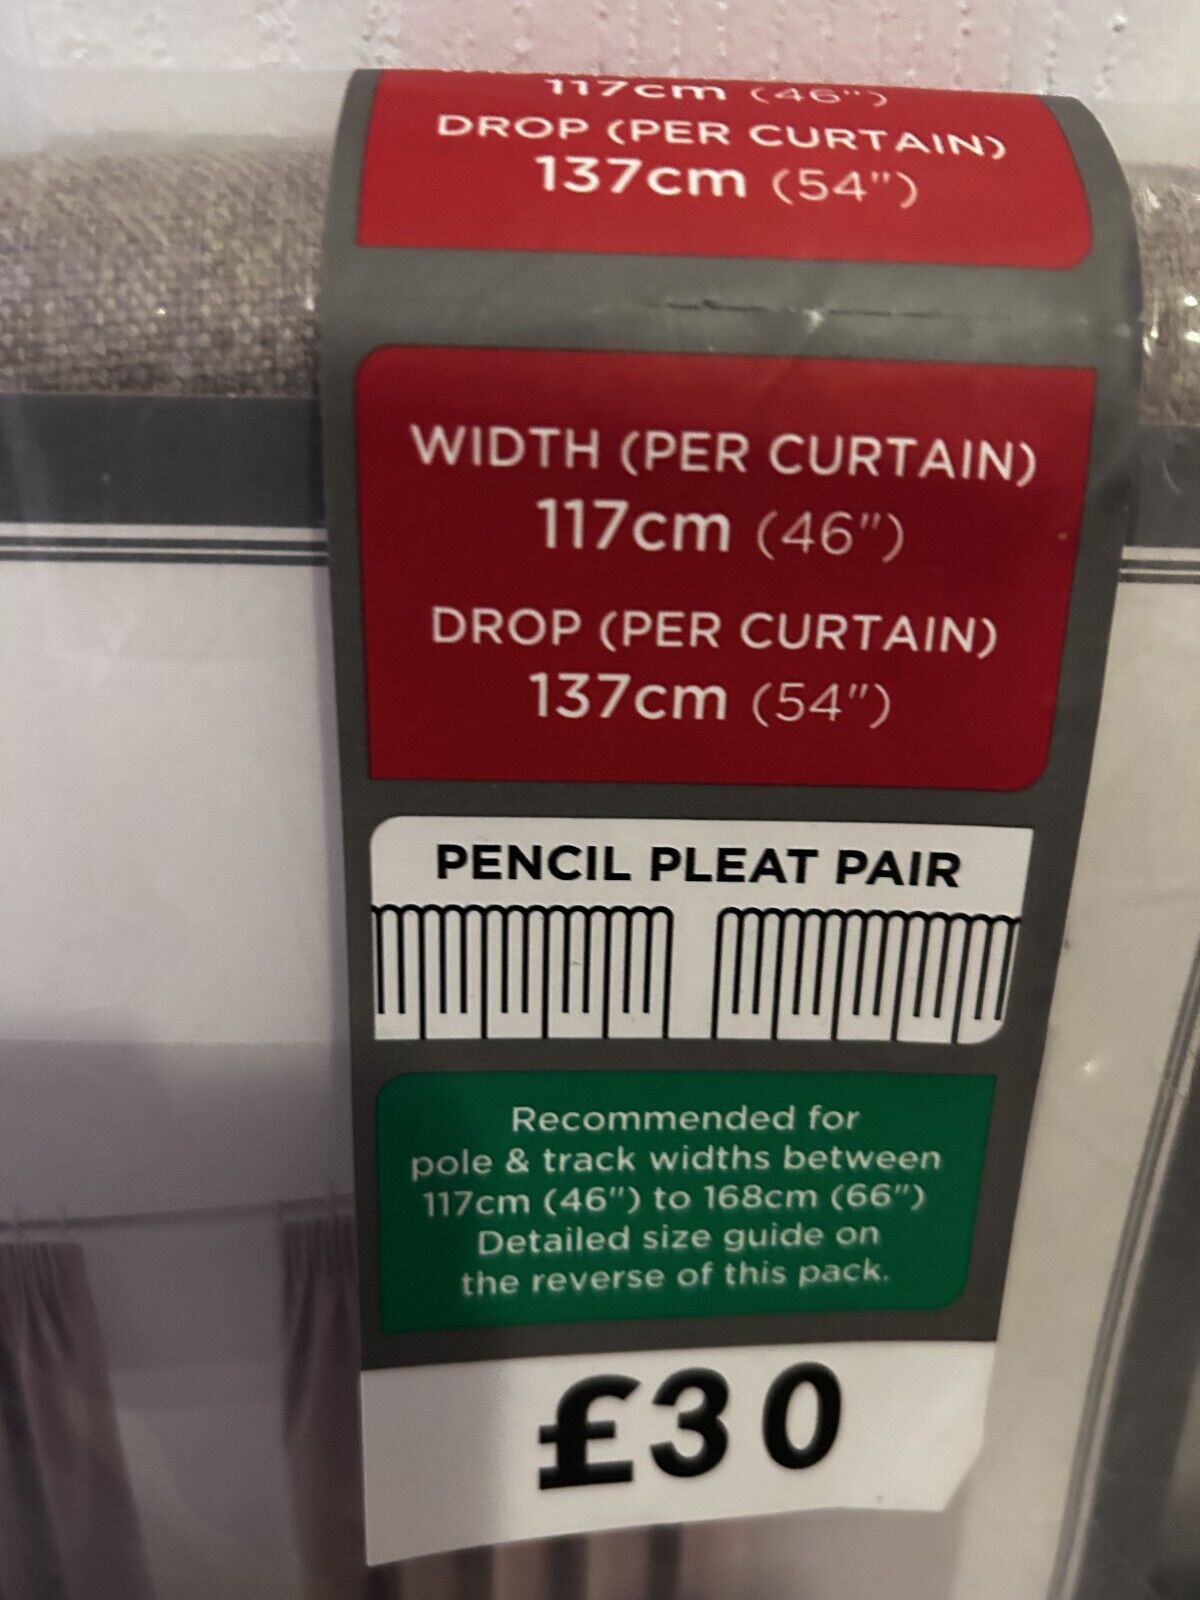 117cm (46")
DROP (PER CURTAIN)
137cm (54")
WIDTH (PER CURTAIN)
117cm (46")
DROP (PER CURTAIN)
137cm (54")
PENCIL PLEAT PAIR
Recommended for
pole & track widths between
117cm (46") to 168cm (66")
Detailed size guide on
the reverse of this pack.
£30